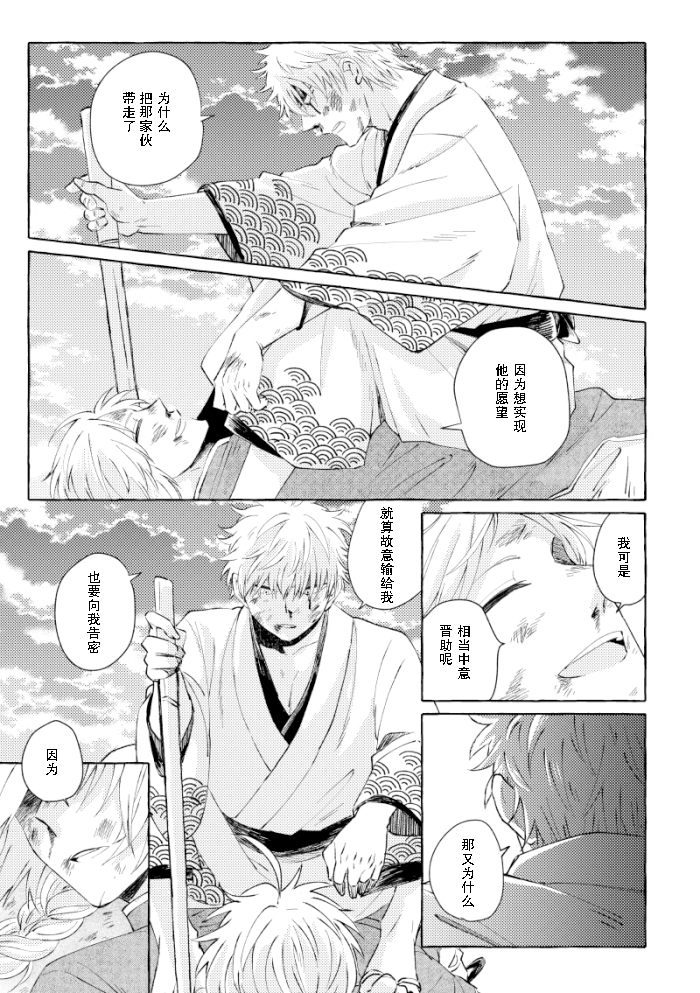 为什么
把那家伙
带走了
因为想实现
他的愿望
我可是
相当中意
晋助呢
那又为什么
就算故意输给我
也要向我告密
因为